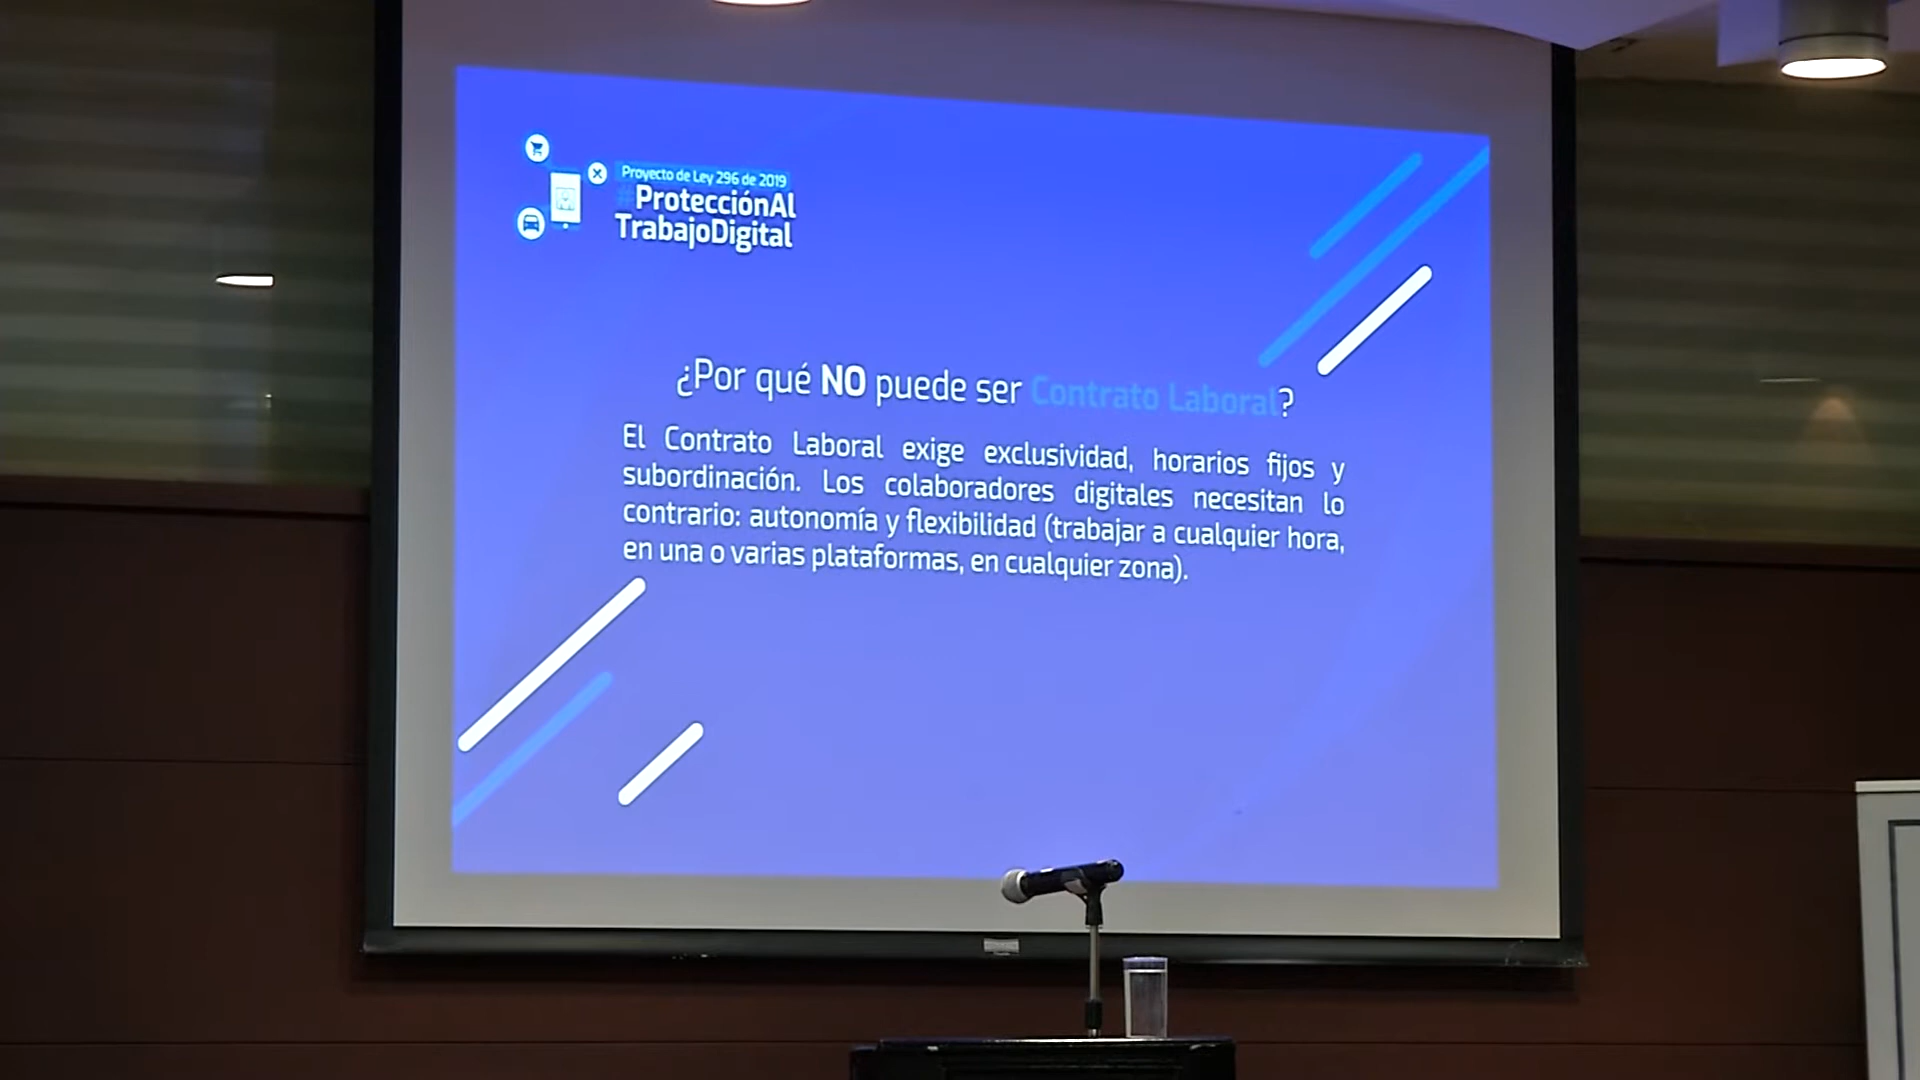 Proyecto de Ley 296 de 2019
#ProtecciónAl
TrabajoDigital
¿Por qué NO puede ser Contrato Laboral?
El Contrato Laboral exige exclusividad, horarios fijos y
subordinación. Los colaboradores digitales necesitan lo
contrario: autonomía y flexibilidad (trabajar a cualquier hora,
en una o varias plataformas, en cualquier zona).